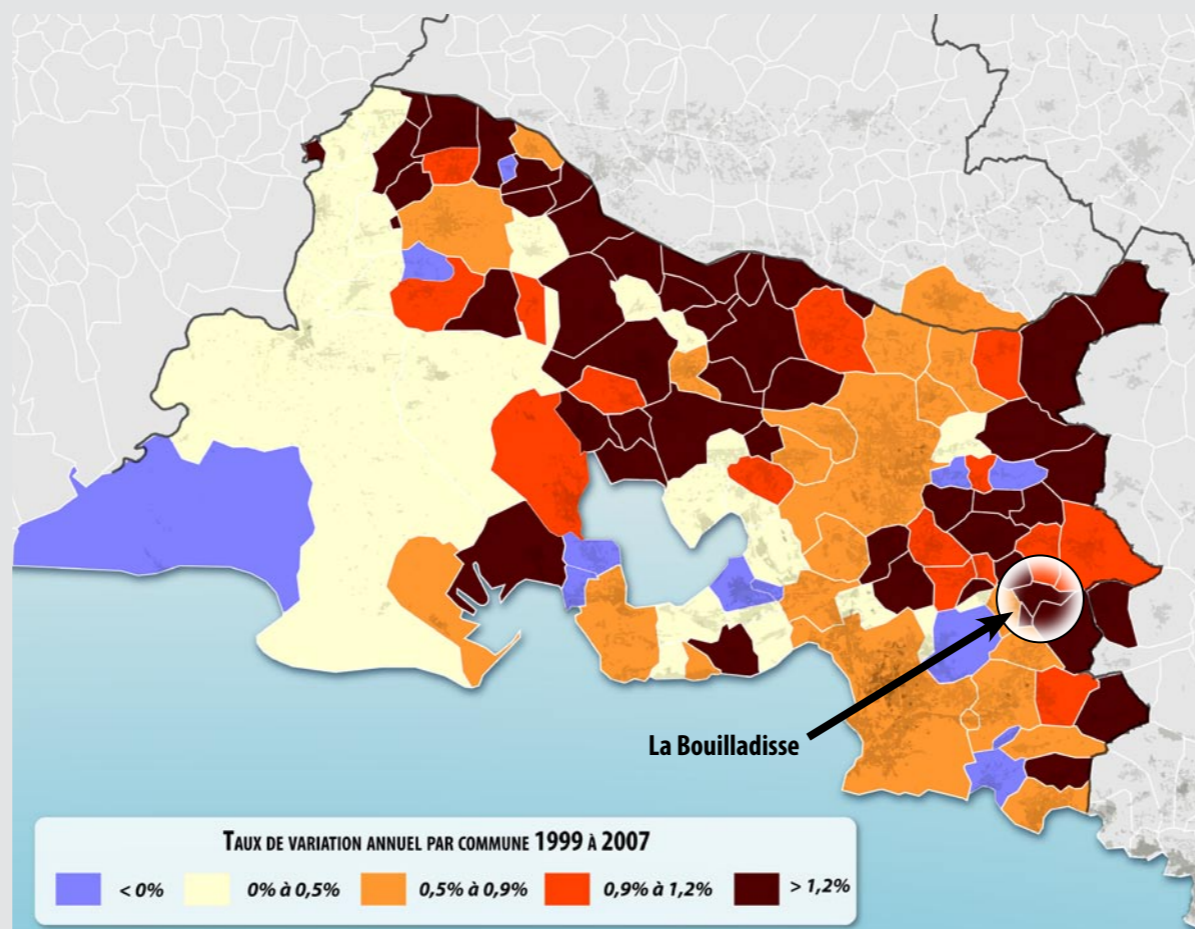 La Bouilladisse
TAUX DE VARIATION ANNUEL PAR COMMUNE 1999 À 2007
< 0%
0% à 0,5%
0,5% à 0,9%
0,9% à 1,2%
> 1,2%